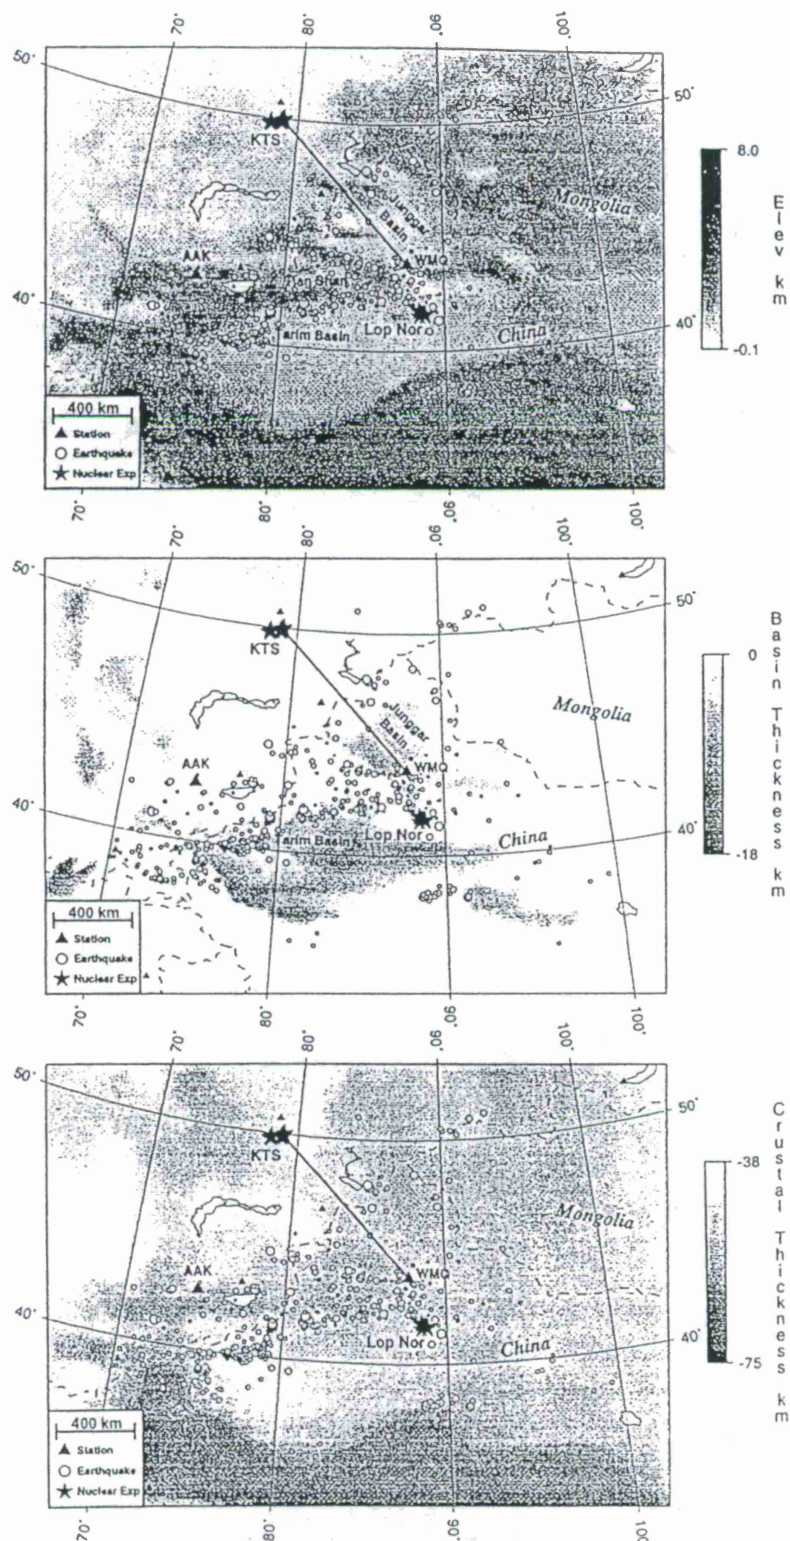 70° 80° 90° 100°
50°
50°
KTS
Junggar
Basin
Mongolia
AAK
WMQ
Tian Shan
40°
40°
Tarim Basin
Lop Nor
China
400 km
Station
Earthquake
Nuclear Exp
70° 80° 90° 100°
8.0
-0.1
Elev km
70° 80° 90° 100°
50°
50°
KTS
Junggar
Basin
Mongolia
AAK
WMQ
40°
40°
Tarim Basin
Lop Nor
China
400 km
Station
Earthquake
Nuclear Exp
70° 80° 90° 100°
0
-18
Basin Thickness km
70° 80° 90° 100°
50°
50°
KTS
Mongolia
AAK
WMQ
40°
40°
Lop Nor
China
400 km
Station
Earthquake
Nuclear Exp
70° 80° 90° 100°
-38
-75
Crustal Thickness km